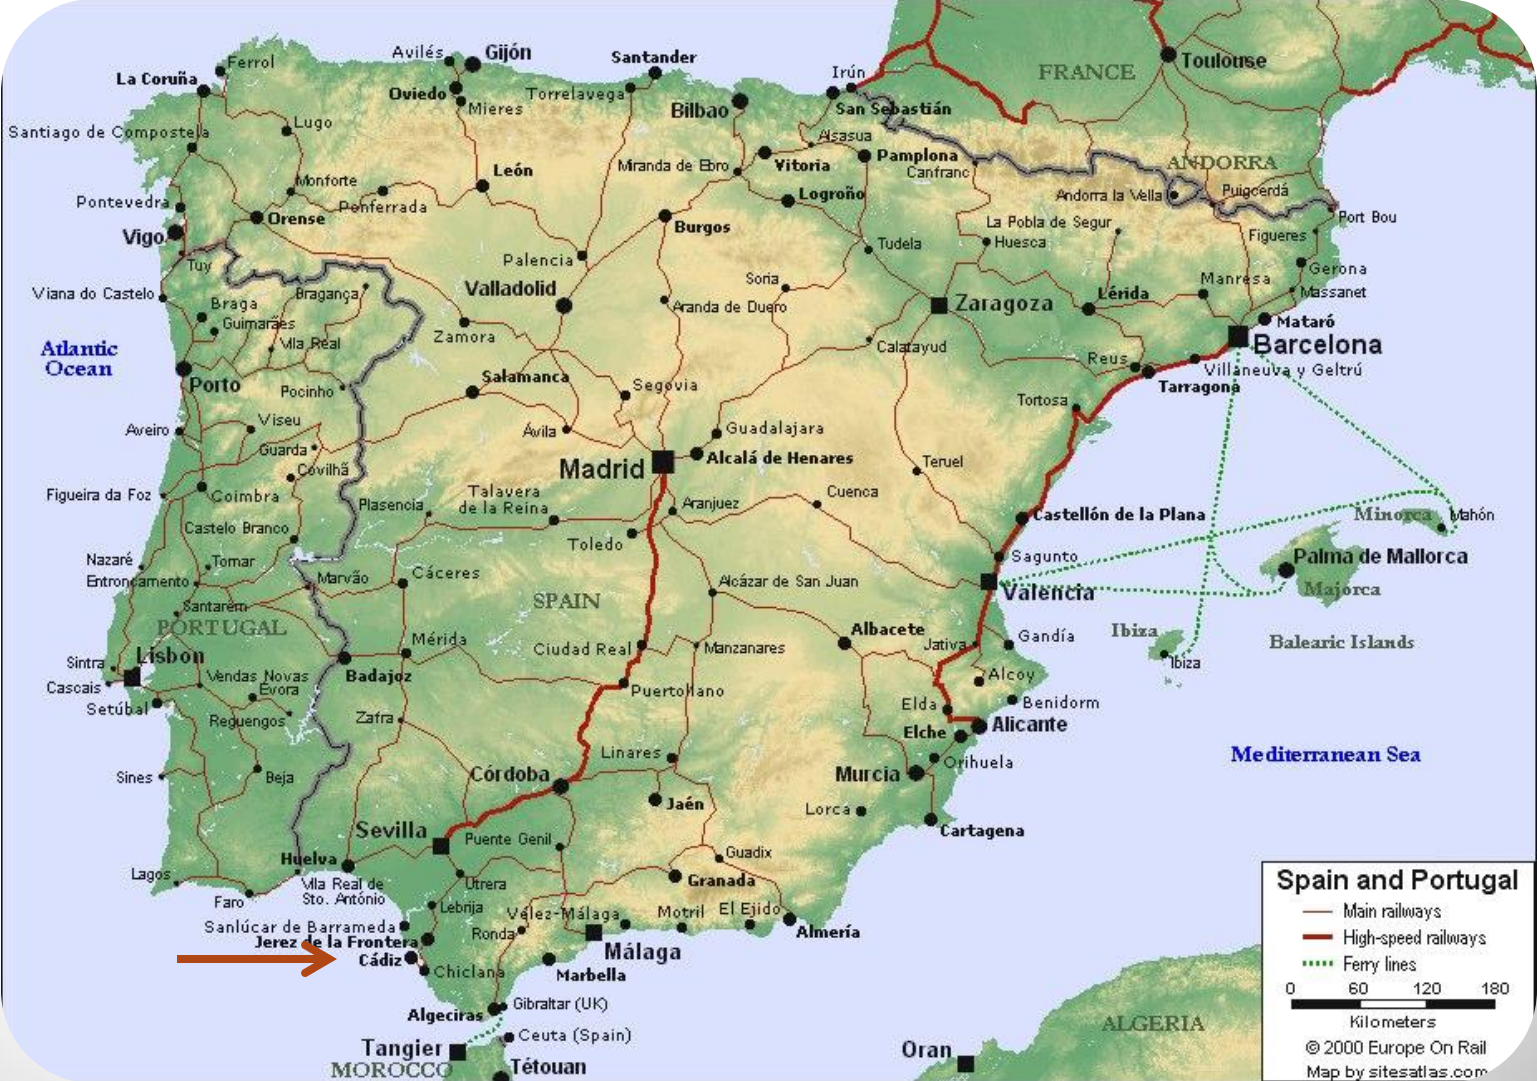 Ferrol
Avilés
Gijón
La Coruña
Santander
Irún
FRANCE
Toulouse
Oviedo
Mieres
Torrelavega
Bilbao
San Sebastián
Santiago de Compostela
Lugo
Alsasua
León
Miranda de Ebro
Vitoria
Pamplona
Canfranc
ANDORRA
Monforte
Ponferrada
Logroño
Andorra la Vella
Puigcerdá
Pontevedra
Orense
Burgos
La Pobla de Segur
Port Bou
Vigo
Tuy
Palencia
Tudela
Huesca
Figueres
Viana do Castelo
Bragança
Valladolid
Soria
Manresa
Gerona
Braga
Aranda de Duero
Zaragoza
Lérida
Massanet
Guimarães
Zamora
Mataró
Atlantic
Ocean
Vila Real
Calatayud
Barcelona
Porto
Pocinho
Salamanca
Segovia
Reus
Villaneuva y Geltrú
Tarragona
Aveiro
Viseu
Ávila
Guadalajara
Tortosa
Guarda
Covilhã
Madrid
Alcalá de Henares
Teruel
Figueira da Foz
Coimbra
Plasencia
Talavera
de la Reina
Aranjuez
Cuenca
Castelo Branco
Toledo
Castellón de la Plana
Minorca
Mahón
Nazaré
Tomar
Sagunto
Palma de Mallorca
Entroncamento
Marvão
Cáceres
Alcázar de San Juan
Valencia
Majorca
Santarém
SPAIN
PORTUGAL
Mérida
Ciudad Real
Manzanares
Albacete
Jativa
Gandía
Ibiza
Balearic Islands
Lisbon
Sintra
Cascais
Vendas Novas
Badajoz
Ibiza
Setúbal
Évora
Puertollano
Alcoy
Reguengos
Zafra
Elda
Benidorm
Elche
Alicante
Sines
Beja
Linares
Mediterranean Sea
Córdoba
Murcia
Orihuela
Jaén
Lorca
Cartagena
Sevilla
Puente Genil
Huelva
Guadix
Lagos
Faro
Vila Real de
Sto. António
Utrera
Granada
Lebrija
Vélez-Málaga
Motril
El Ejido
Sanlúcar de Barrameda
Ronda
Almería
Jerez de la Frontera
Málaga
Cádiz
Chiclana
Marbella
Algeciras
Gibraltar (UK)
Ceuta (Spain)
Tangier
MOROCCO
Tétouan
Oran
ALGERIA
Spain and Portugal
Main railways
High-speed railways
Ferry lines
0 60 120 180
Kilometers
© 2000 Europe On Rail
Map by sitesatlas.com